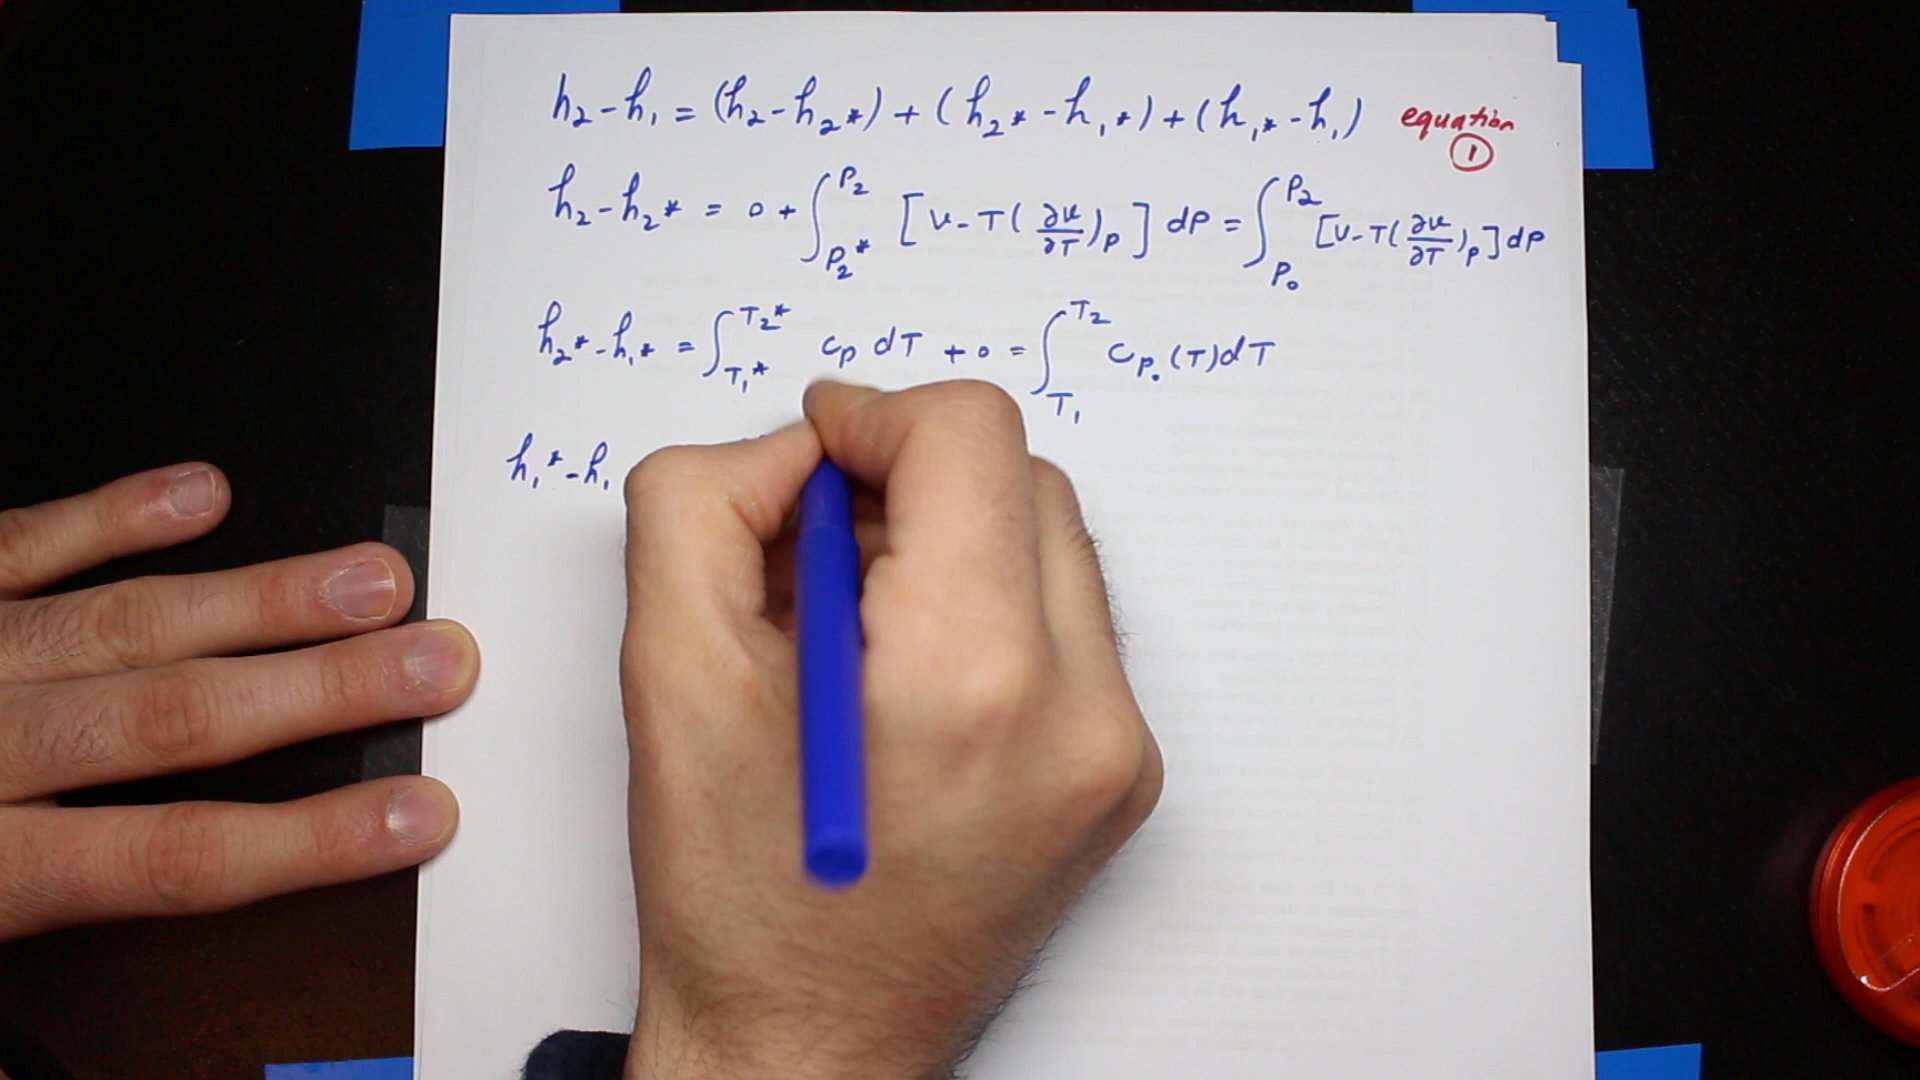 h₂ - h₁ = (h₂ - h₂*) + (h₂* - h₁*) + (h₁* - h₁) equation ①
h₂ - h₂* = 0 + ∫_{P₂*}^{P₂} [v - T(∂v/∂T)_P] dP = ∫_{P₀}^{P₂} [v - T(∂v/∂T)_P] dP
h₂* - h₁* = ∫_{T₁*}^{T₂*} c_p dT + 0 = ∫_{T₁}^{T₂} c_{p₀}(T) dT
h₁* - h₁